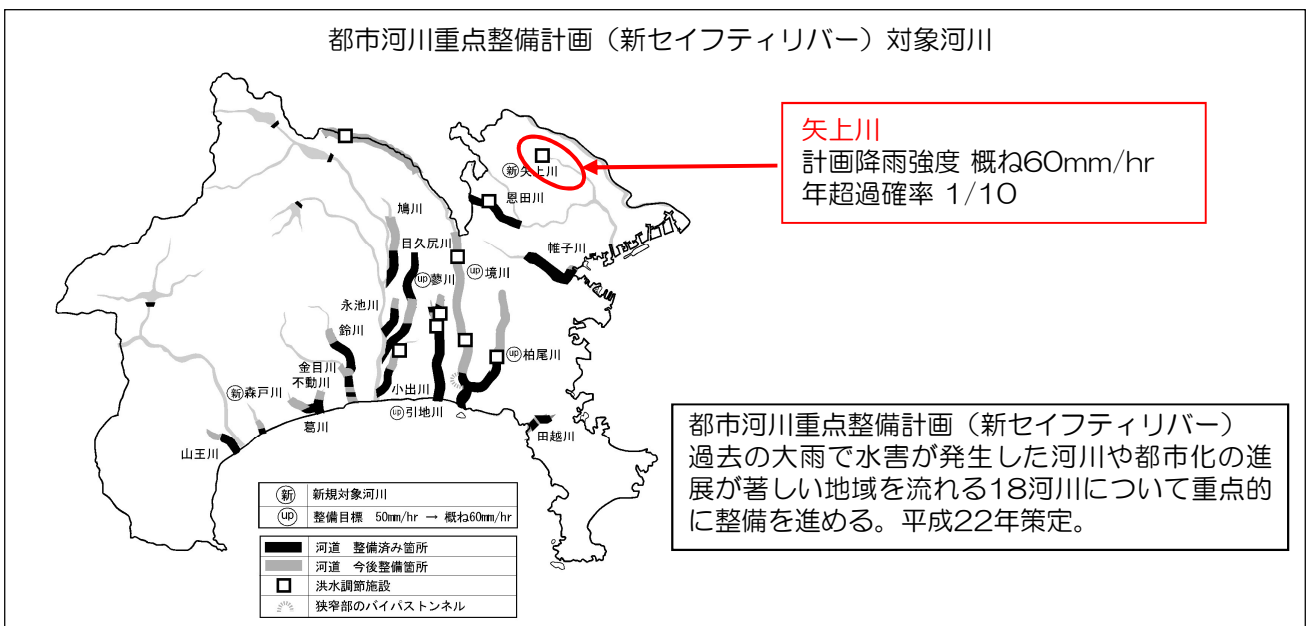 都市河川重点整備計画（新セイフティリバー）対象河川
矢上川
計画降雨強度 概ね60mm/hr
年超過確率 1/10
新矢上川
恩田川
鳩川
目久尻川
帷子川
up蓼川
up境川
永池川
鈴川
up柏尾川
金目川
不動川
新森戸川
小出川
葛川
up引地川
田越川
山王川
都市河川重点整備計画（新セイフティリバー）
過去の大雨で水害が発生した河川や都市化の進
展が著しい地域を流れる18河川について重点的
に整備を進める。平成22年策定。
新 新規対象河川
up 整備目標 50mm/hr → 概ね60mm/hr
河道 整備済み箇所
河道 今後整備箇所
洪水調節施設
狭窄部のバイパストンネル